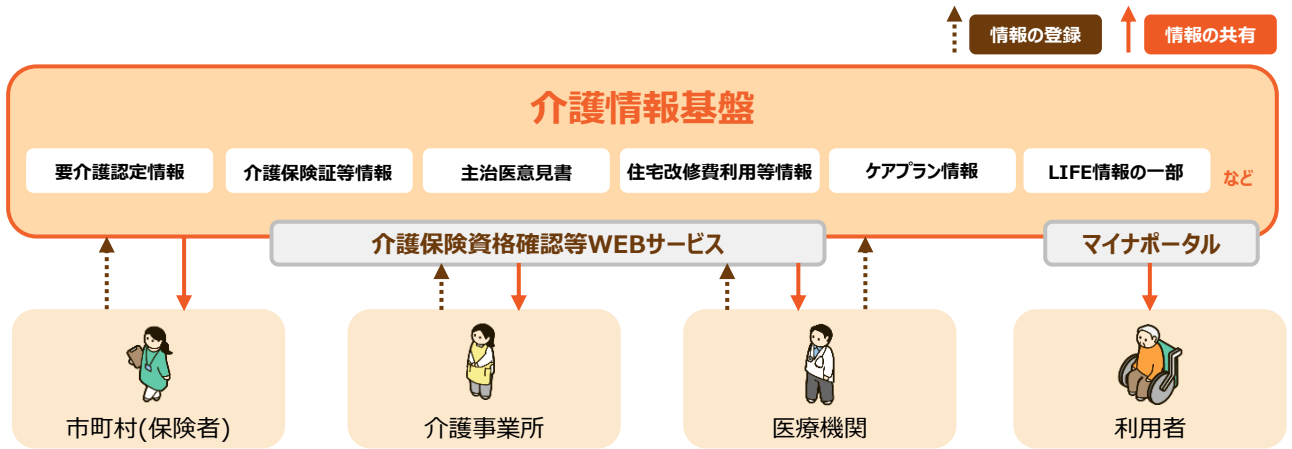 情報の登録
情報の共有
介護情報基盤
要介護認定情報
介護保険証等情報
主治医意見書
住宅改修費利用等情報
ケアプラン情報
LIFE情報の一部
など
介護保険資格確認等WEBサービス
マイナポータル
市町村(保険者)
介護事業所
医療機関
利用者